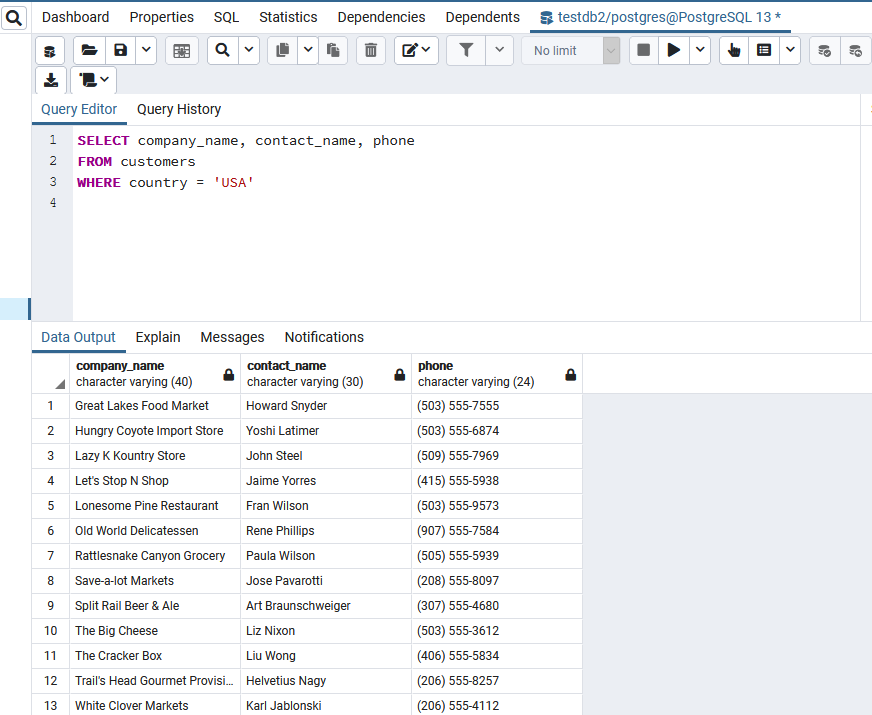 Dashboard Properties SQL Statistics Dependencies Dependents testdb2/postgres@PostgreSQL 13 *
No limit
Query Editor Query History
1 SELECT company_name, contact_name, phone
2 FROM customers
3 WHERE country = 'USA'
4
Data Output Explain Messages Notifications
company_name contact_name phone
character varying (40) character varying (30) character varying (24)
1 Great Lakes Food Market Howard Snyder (503) 555-7555
2 Hungry Coyote Import Store Yoshi Latimer (503) 555-6874
3 Lazy K Kountry Store John Steel (509) 555-7969
4 Let's Stop N Shop Jaime Yorres (415) 555-5938
5 Lonesome Pine Restaurant Fran Wilson (503) 555-9573
6 Old World Delicatessen Rene Phillips (907) 555-7584
7 Rattlesnake Canyon Grocery Paula Wilson (505) 555-5939
8 Save-a-lot Markets Jose Pavarotti (208) 555-8097
9 Split Rail Beer & Ale Art Braunschweiger (307) 555-4680
10 The Big Cheese Liz Nixon (503) 555-3612
11 The Cracker Box Liu Wong (406) 555-5834
12 Trail's Head Gourmet Provisi... Helvetius Nagy (206) 555-8257
13 White Clover Markets Karl Jablonski (206) 555-4112